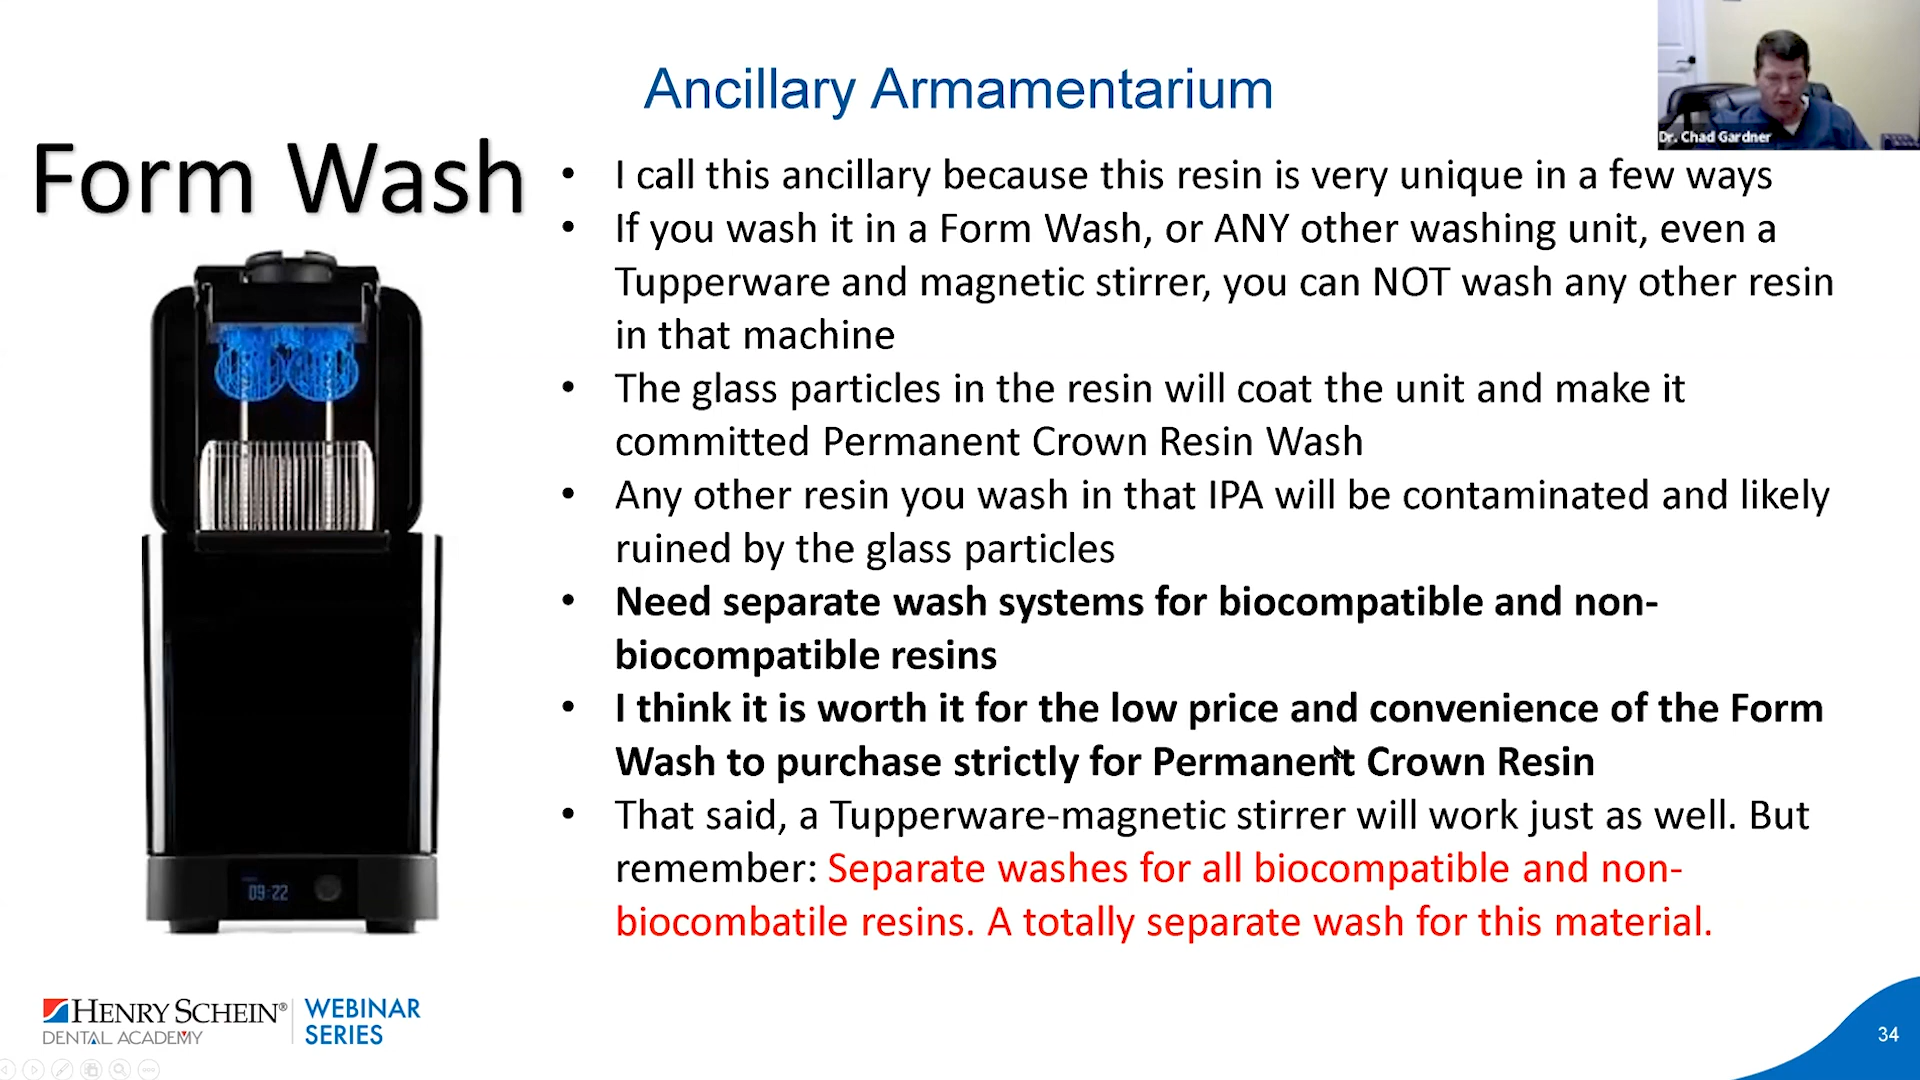 Ancillary Armamentarium
Dr. Chad Gardner
Form Wash
• I call this ancillary because this resin is very unique in a few ways
• If you wash it in a Form Wash, or ANY other washing unit, even a
Tupperware and magnetic stirrer, you can NOT wash any other resin
in that machine
• The glass particles in the resin will coat the unit and make it
committed Permanent Crown Resin Wash
• Any other resin you wash in that IPA will be contaminated and likely
ruined by the glass particles
• Need separate wash systems for biocompatible and non-
biocompatible resins
• I think it is worth it for the low price and convenience of the Form
Wash to purchase strictly for Permanent Crown Resin
• That said, a Tupperware-magnetic stirrer will work just as well. But
remember: Separate washes for all biocompatible and non-
biocombatile resins. A totally separate wash for this material.
09:22
HENRY SCHEIN®
DENTAL ACADEMY
WEBINAR
SERIES
34